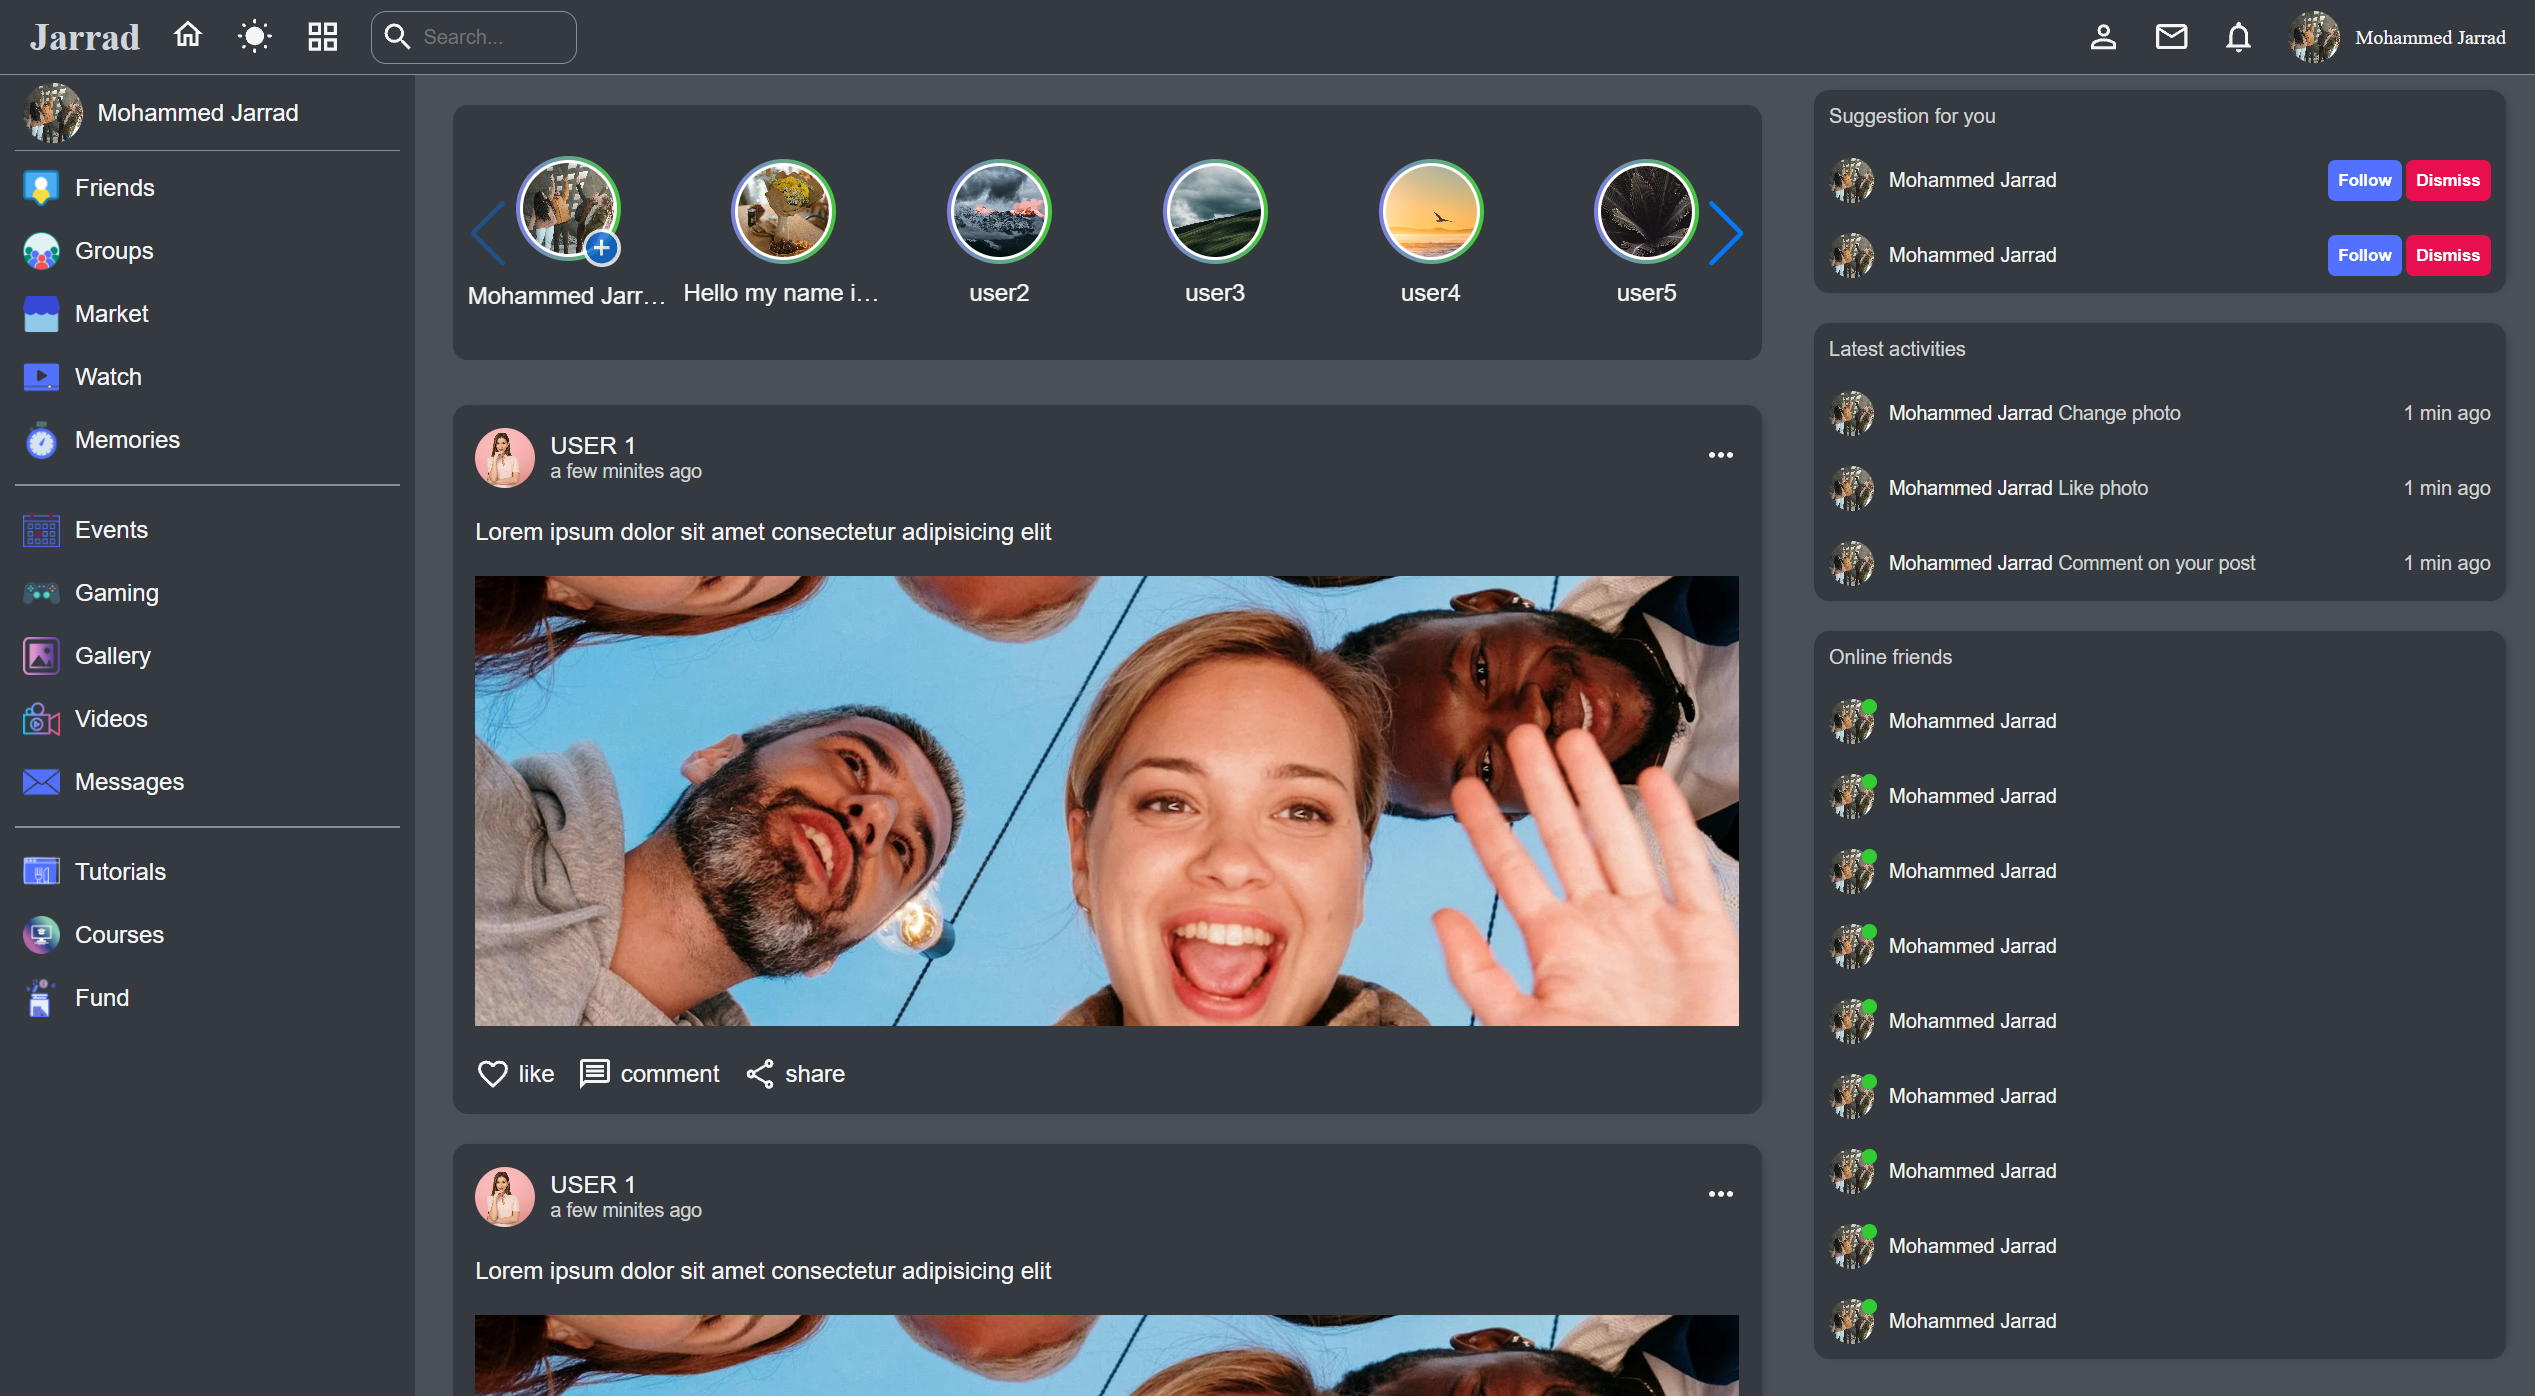 Jarrad
Search...
Mohammed Jarrad
Mohammed Jarrad
Friends
Groups
Market
Watch
Memories
Events
Gaming
Gallery
Videos
Messages
Tutorials
Courses
Fund
Mohammed Jarr...
Hello my name i...
user2
user3
user4
user5
USER 1
a few minites ago
Lorem ipsum dolor sit amet consectetur adipisicing elit
like comment share
USER 1
a few minites ago
Lorem ipsum dolor sit amet consectetur adipisicing elit
Suggestion for you
Mohammed Jarrad Follow Dismiss
Mohammed Jarrad Follow Dismiss
Latest activities
Mohammed Jarrad Change photo 1 min ago
Mohammed Jarrad Like photo 1 min ago
Mohammed Jarrad Comment on your post 1 min ago
Online friends
Mohammed Jarrad
Mohammed Jarrad
Mohammed Jarrad
Mohammed Jarrad
Mohammed Jarrad
Mohammed Jarrad
Mohammed Jarrad
Mohammed Jarrad
Mohammed Jarrad